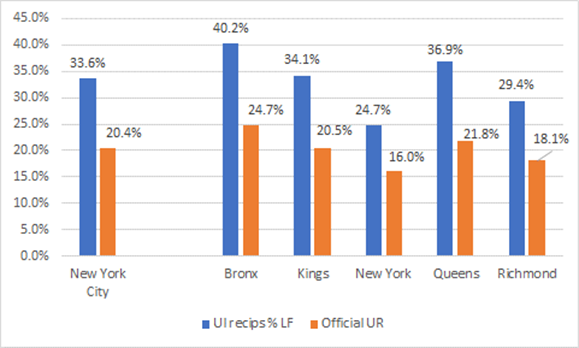 45.0%
40.0%
35.0%
30.0%
25.0%
20.0%
15.0%
10.0%
5.0%
0.0%
33.6%
20.4%
40.2%
24.7%
34.1%
20.5%
24.7%
16.0%
36.9%
21.8%
29.4%
18.1%
New York
City
Bronx
Kings
New York
Queens
Richmond
UI recips % LF
Official UR